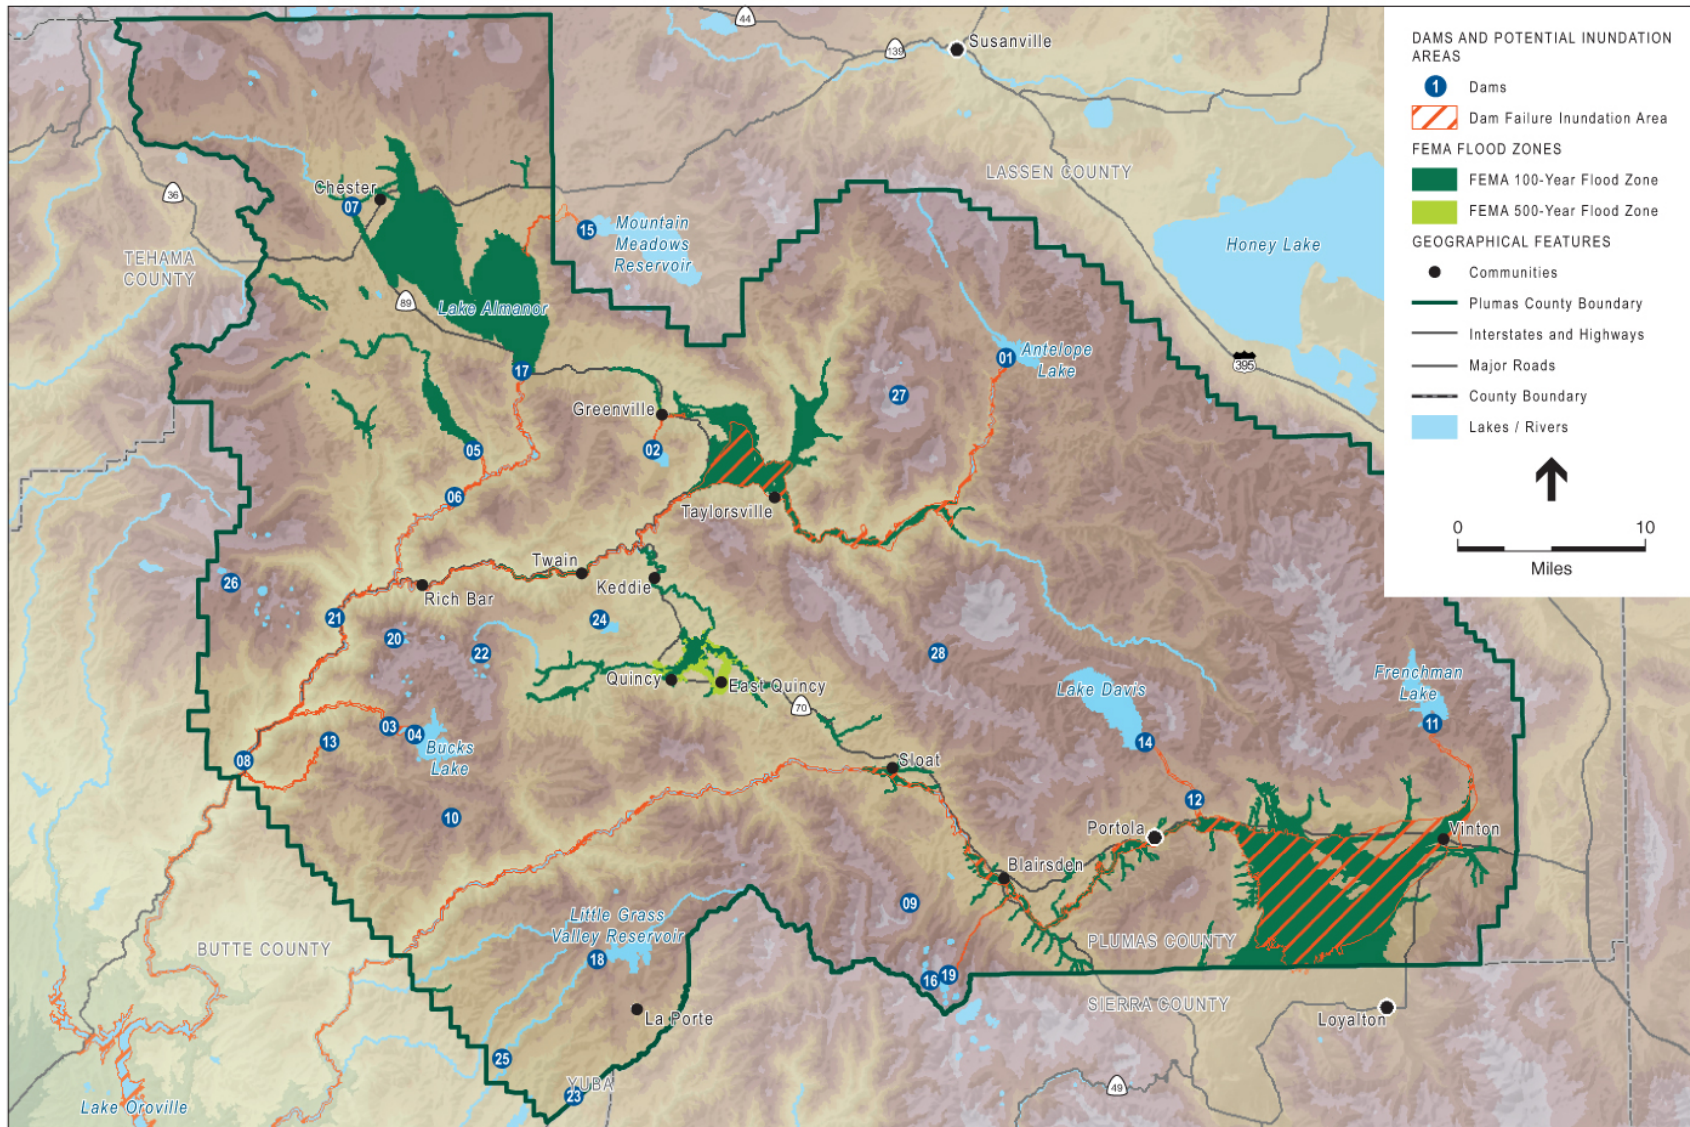 44
139
Susanville
LASSEN COUNTY
36
Chester
07
15
Mountain
Meadows
Reservoir
TEHAMA
COUNTY
Honey Lake
89
Lake Almanor
17
01
Antelope
Lake
395
27
Greenville
02
05
06
Taylorsville
Twain
Keddie
Rich Bar
26
21
20
24
22
28
Quincy
East Quincy
70
Lake Davis
Frenchman
Lake
11
14
03
04
Bucks
Lake
13
08
10
Sloat
12
Portola
Vinton
Blairsden
09
Little Grass
Valley Reservoir
18
BUTTE COUNTY
PLUMAS COUNTY
16
19
SIERRA COUNTY
La Porte
Loyalton
25
YUBA
23
49
Lake Oroville
DAMS AND POTENTIAL INUNDATION
AREAS
1
Dams
Dam Failure Inundation Area
FEMA FLOOD ZONES
FEMA 100-Year Flood Zone
FEMA 500-Year Flood Zone
GEOGRAPHICAL FEATURES
Communities
Plumas County Boundary
Interstates and Highways
Major Roads
County Boundary
Lakes / Rivers
0
10
Miles